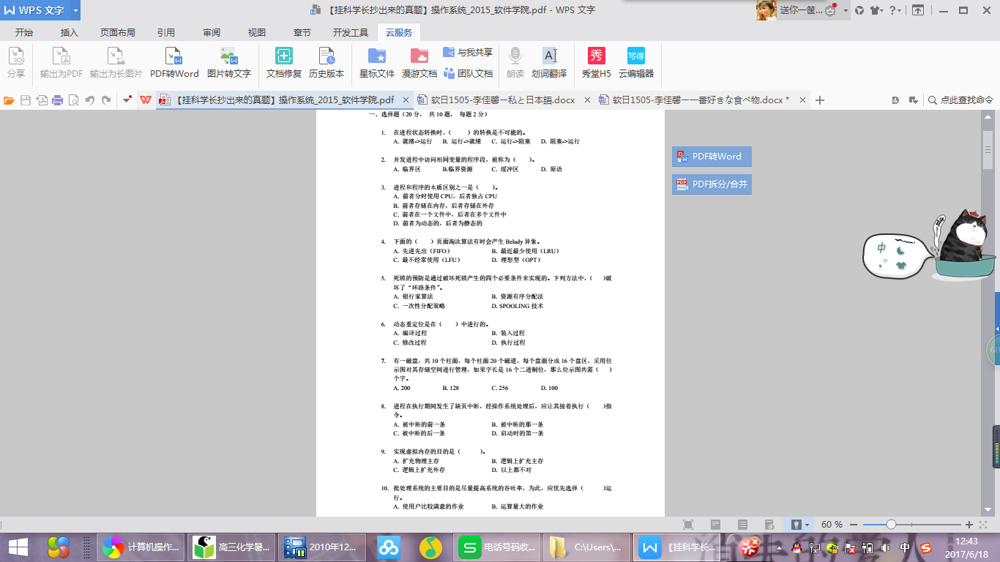 WPS 文字
【挂科学长抄出来的真题】操作系统_2015_软件学院.pdf - WPS 文字
送你一筐...
开始 插入 页面布局 引用 审阅 视图 章节 开发工具 云服务
与我共享
团队文档
分享 输出为PDF 输出为长图片 PDF转Word 图片转文字 文档修复 历史版本 星标文件 漫游文档 朗读 划词翻译 秀堂H5 云编辑器
秀
写得
【挂科学长抄出来的真题】操作系统_2015_软件学院.pdf 软日1505-李佳馨—私と日本語.docx 软日1505-李佳馨一一番好きな食べ物.docx * 点此查找命令
一、选择题（20 分， 共 10 题， 每题 2 分）
1. 在进程状态转换时，（ ）的转换是不可能的。
A. 就绪->运行 B. 运行->就绪 C. 运行->阻塞 D. 阻塞->运行
2. 并发进程中访问相同变量的程序段，被称为（ ）。
A. 临界区 B.临界资源 C. 缓冲区 D. 原语
3. 进程和程序的本质区别之一是（ ）。
A. 前者分时使用 CPU，后者独占 CPU
B. 前者存储在内存，后者存储在外存
C. 前者在一个文件中，后者在多个文件中
D. 前者为动态的，后者为静态的
4. 下面的（ ）页面淘汰算法有时会产生 Belady 异象。
A. 先进先出（FIFO） B. 最近最少使用（LRU）
C. 最不经常使用（LFU） D. 理想型（OPT）
5. 死锁的预防是通过破坏死锁产生的四个必要条件来实现的。下列方法中，（ ）破
坏了“环路条件”。
A. 银行家算法 B. 资源有序分配法
C. 一次性分配策略 D. SPOOLING 技术
6. 动态重定位是在（ ）中进行的。
A. 编译过程 B. 装入过程
C. 修改过程 D. 执行过程
7. 有一磁盘，共 10 个柱面，每个柱面 20 个磁道，每个盘面分成 16 个盘区，采用位
示图对其存储空间进行管理，如果字长是 16 个二进制位，那么位示图共需（ ）
个字。
A. 200 B. 128 C. 256 D. 100
8. 进程在执行期间发生了缺页中断，经操作系统处理后，应让其接着执行（ ）指
令。
A. 被中断的前一条 B. 被中断的那一条
C. 被中断的后一条 D. 启动时的第一条
9. 实现虚拟内存的目的是（ ）。
A. 扩充物理主存 B. 逻辑上扩充主存
C. 逻辑上扩充外存 D. 以上都不对
10. 批处理系统的主要目的是尽量提高系统的吞吐率，为此，应优先选择（ ）运
行。
A. 使用户比较满意的作业 B. 运算量大的作业
PDF转Word
PDF拆分/合并
中
60
60 %
计算机操作... 高三化学暑... 2010年12... 电话号码收... C:\Users\... 【挂科学长...
中
12:43
2017/6/18